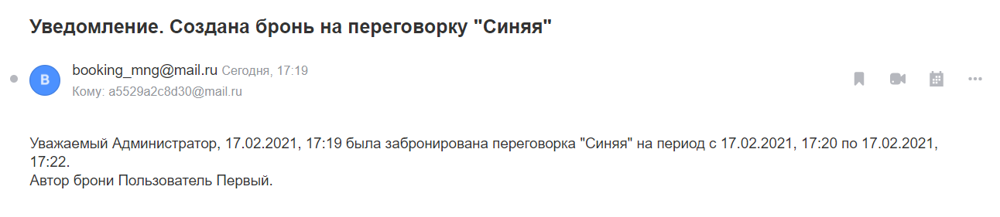 Уведомление. Создана бронь на переговорку "Синяя"
B
booking_mng@mail.ru Сегодня, 17:19
Кому: a5529a2c8d30@mail.ru
Уважаемый Администратор, 17.02.2021, 17:19 была забронирована переговорка "Синяя" на период с 17.02.2021, 17:20 по 17.02.2021,
17:22.
Автор брони Пользователь Первый.